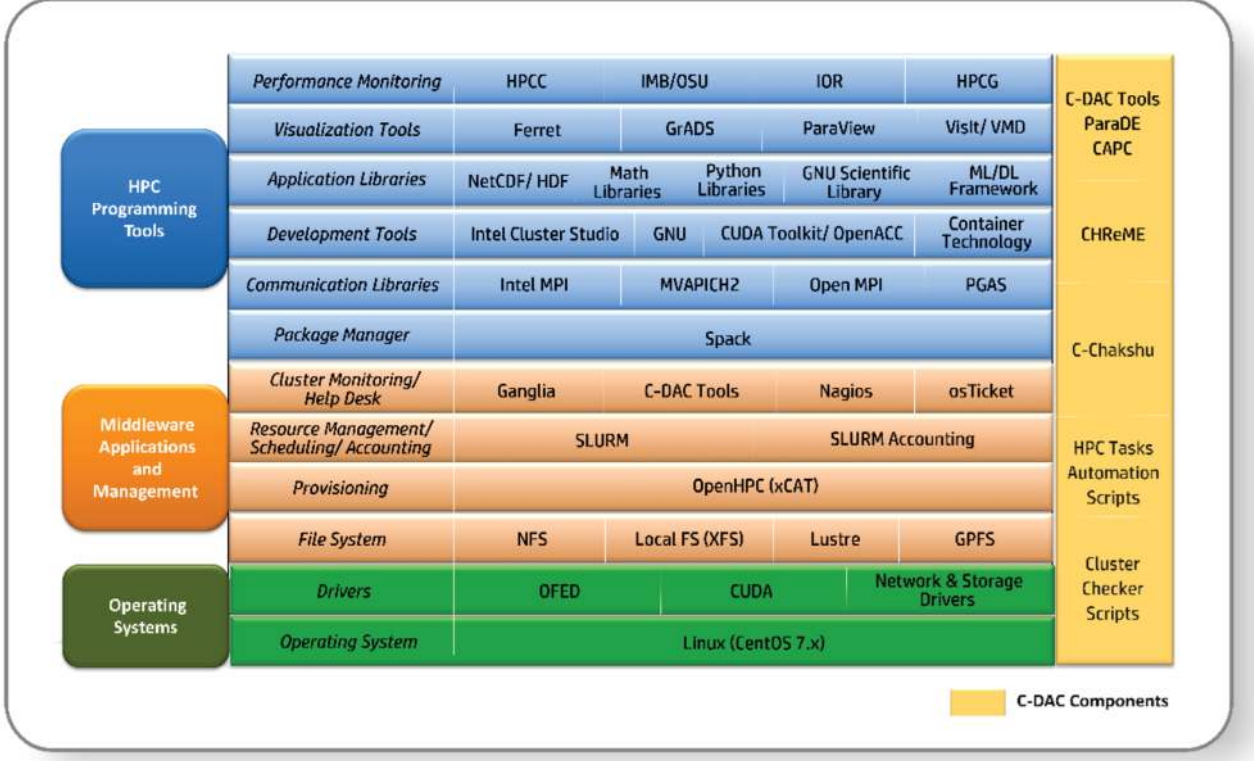 Performance Monitoring HPCC IMB/OSU IOR HPCG
Visualization Tools Ferret GrADS ParaView VisIt/ VMD
Application Libraries NetCDF/ HDF Math Libraries Python Libraries GNU Scientific Library ML/DL Framework
Development Tools Intel Cluster Studio GNU CUDA Toolkit/ OpenACC Container Technology
Communication Libraries Intel MPI MVAPICH2 Open MPI PGAS
Package Manager Spack
Cluster Monitoring/ Help Desk Ganglia C-DAC Tools Nagios osTicket
Resource Management/ Scheduling/ Accounting SLURM SLURM Accounting
Provisioning OpenHPC (xCAT)
File System NFS Local FS (XFS) Lustre GPFS
Drivers OFED CUDA Network & Storage Drivers
Operating System Linux (CentOS 7.x)
HPC
Programming
Tools
Middleware
Applications
and
Management
Operating
Systems
C-DAC Tools
ParaDE
CAPC
CHReME
C-Chakshu
HPC Tasks
Automation
Scripts
Cluster
Checker
Scripts
C-DAC Components